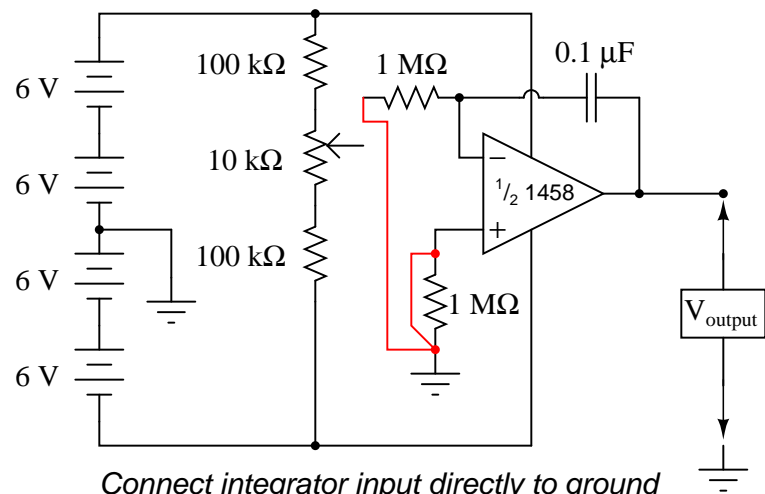 6 V
6 V
6 V
6 V
100 kΩ
10 kΩ
100 kΩ
1 MΩ
0.1 μF
−
+
1/2 1458
1 MΩ
Voutput
Connect integrator input directly to ground